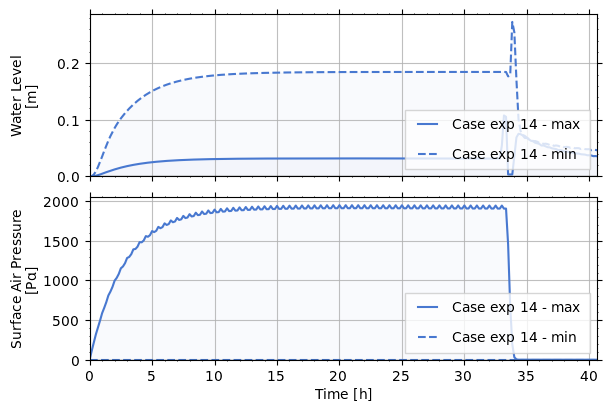 0.2
0.1
0.0
Water Level
[m]
Case exp 14 - max
Case exp 14 - min
2000
1500
1000
500
0
Surface Air Pressure
[Pa]
Case exp 14 - max
Case exp 14 - min
0 5 10 15 20 25 30 35 40
Time [h]